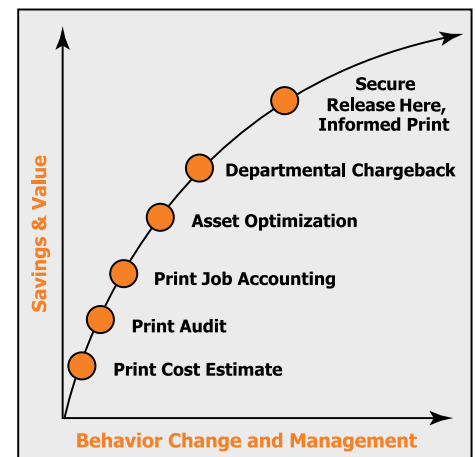 Secure
Release Here,
Informed Print
Departmental Chargeback
Asset Optimization
Print Job Accounting
Print Audit
Print Cost Estimate
Savings & Value
Behavior Change and Management